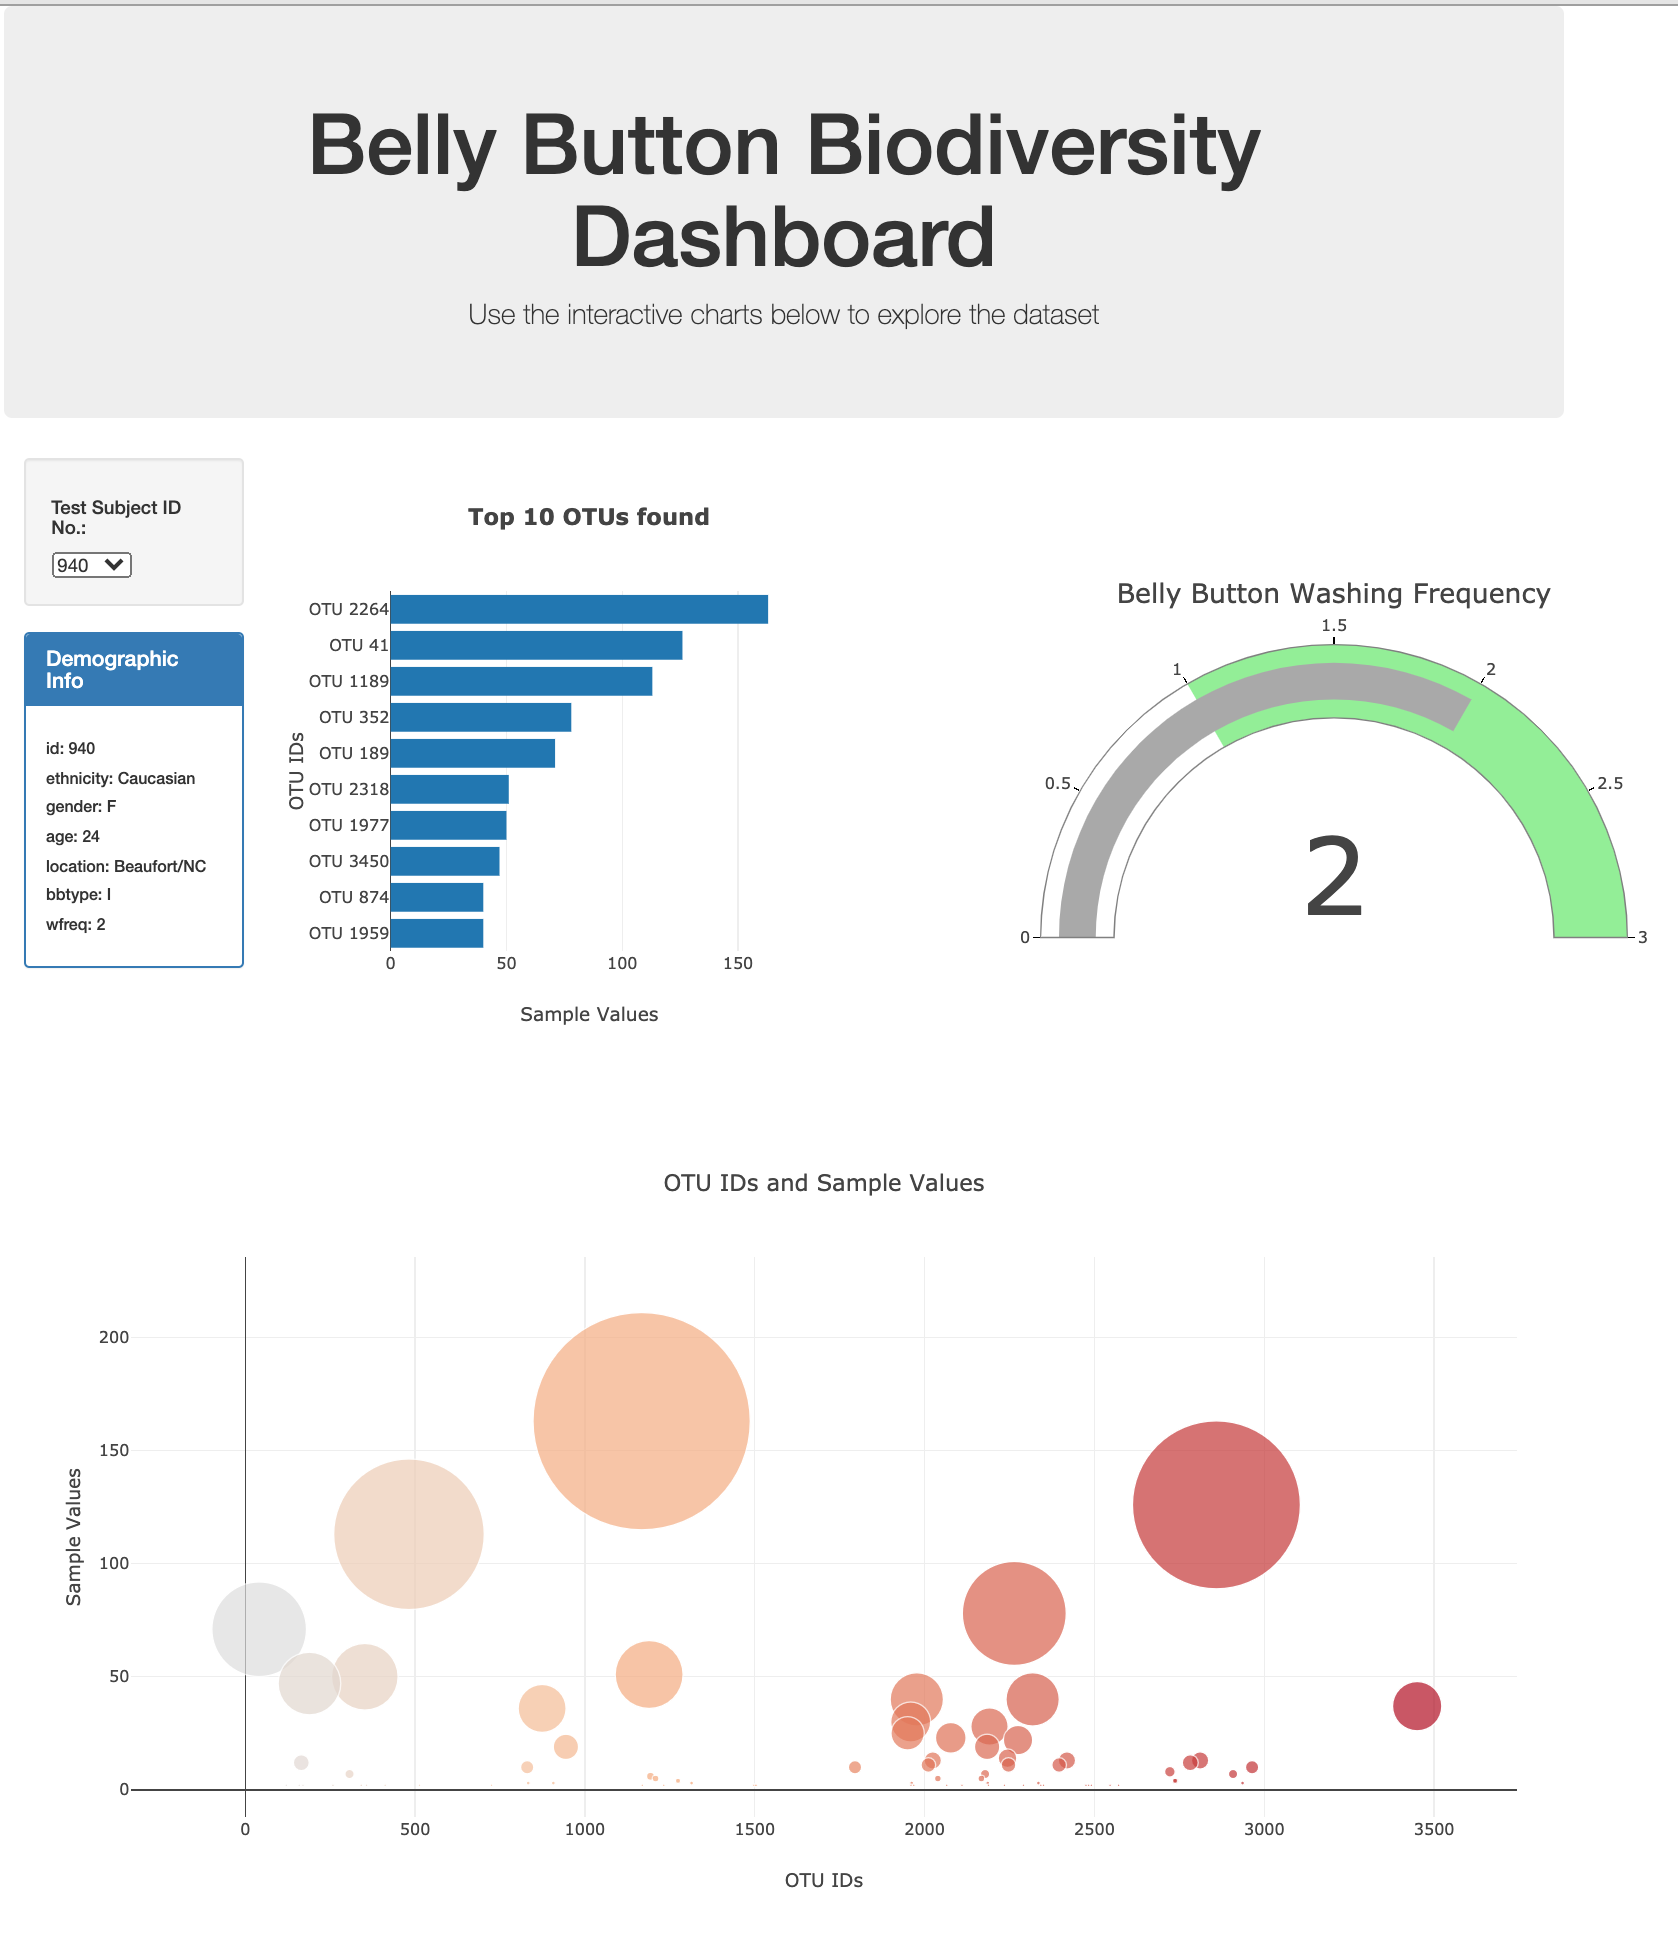 Belly Button Biodiversity
Dashboard
Use the interactive charts below to explore the dataset
Test Subject ID
No.:
940
Demographic
Info
id: 940
ethnicity: Caucasian
gender: F
age: 24
location: Beaufort/NC
bbtype: I
wfreq: 2
Top 10 OTUs found
OTU IDs
OTU 2264
OTU 41
OTU 1189
OTU 352
OTU 189
OTU 2318
OTU 1977
OTU 3450
OTU 874
OTU 1959
0 50 100 150
Sample Values
Belly Button Washing Frequency
0
0.5
1
1.5
2
2.5
3
2
OTU IDs and Sample Values
Sample Values
200
150
100
50
0
0 500 1000 1500 2000 2500 3000 3500
OTU IDs